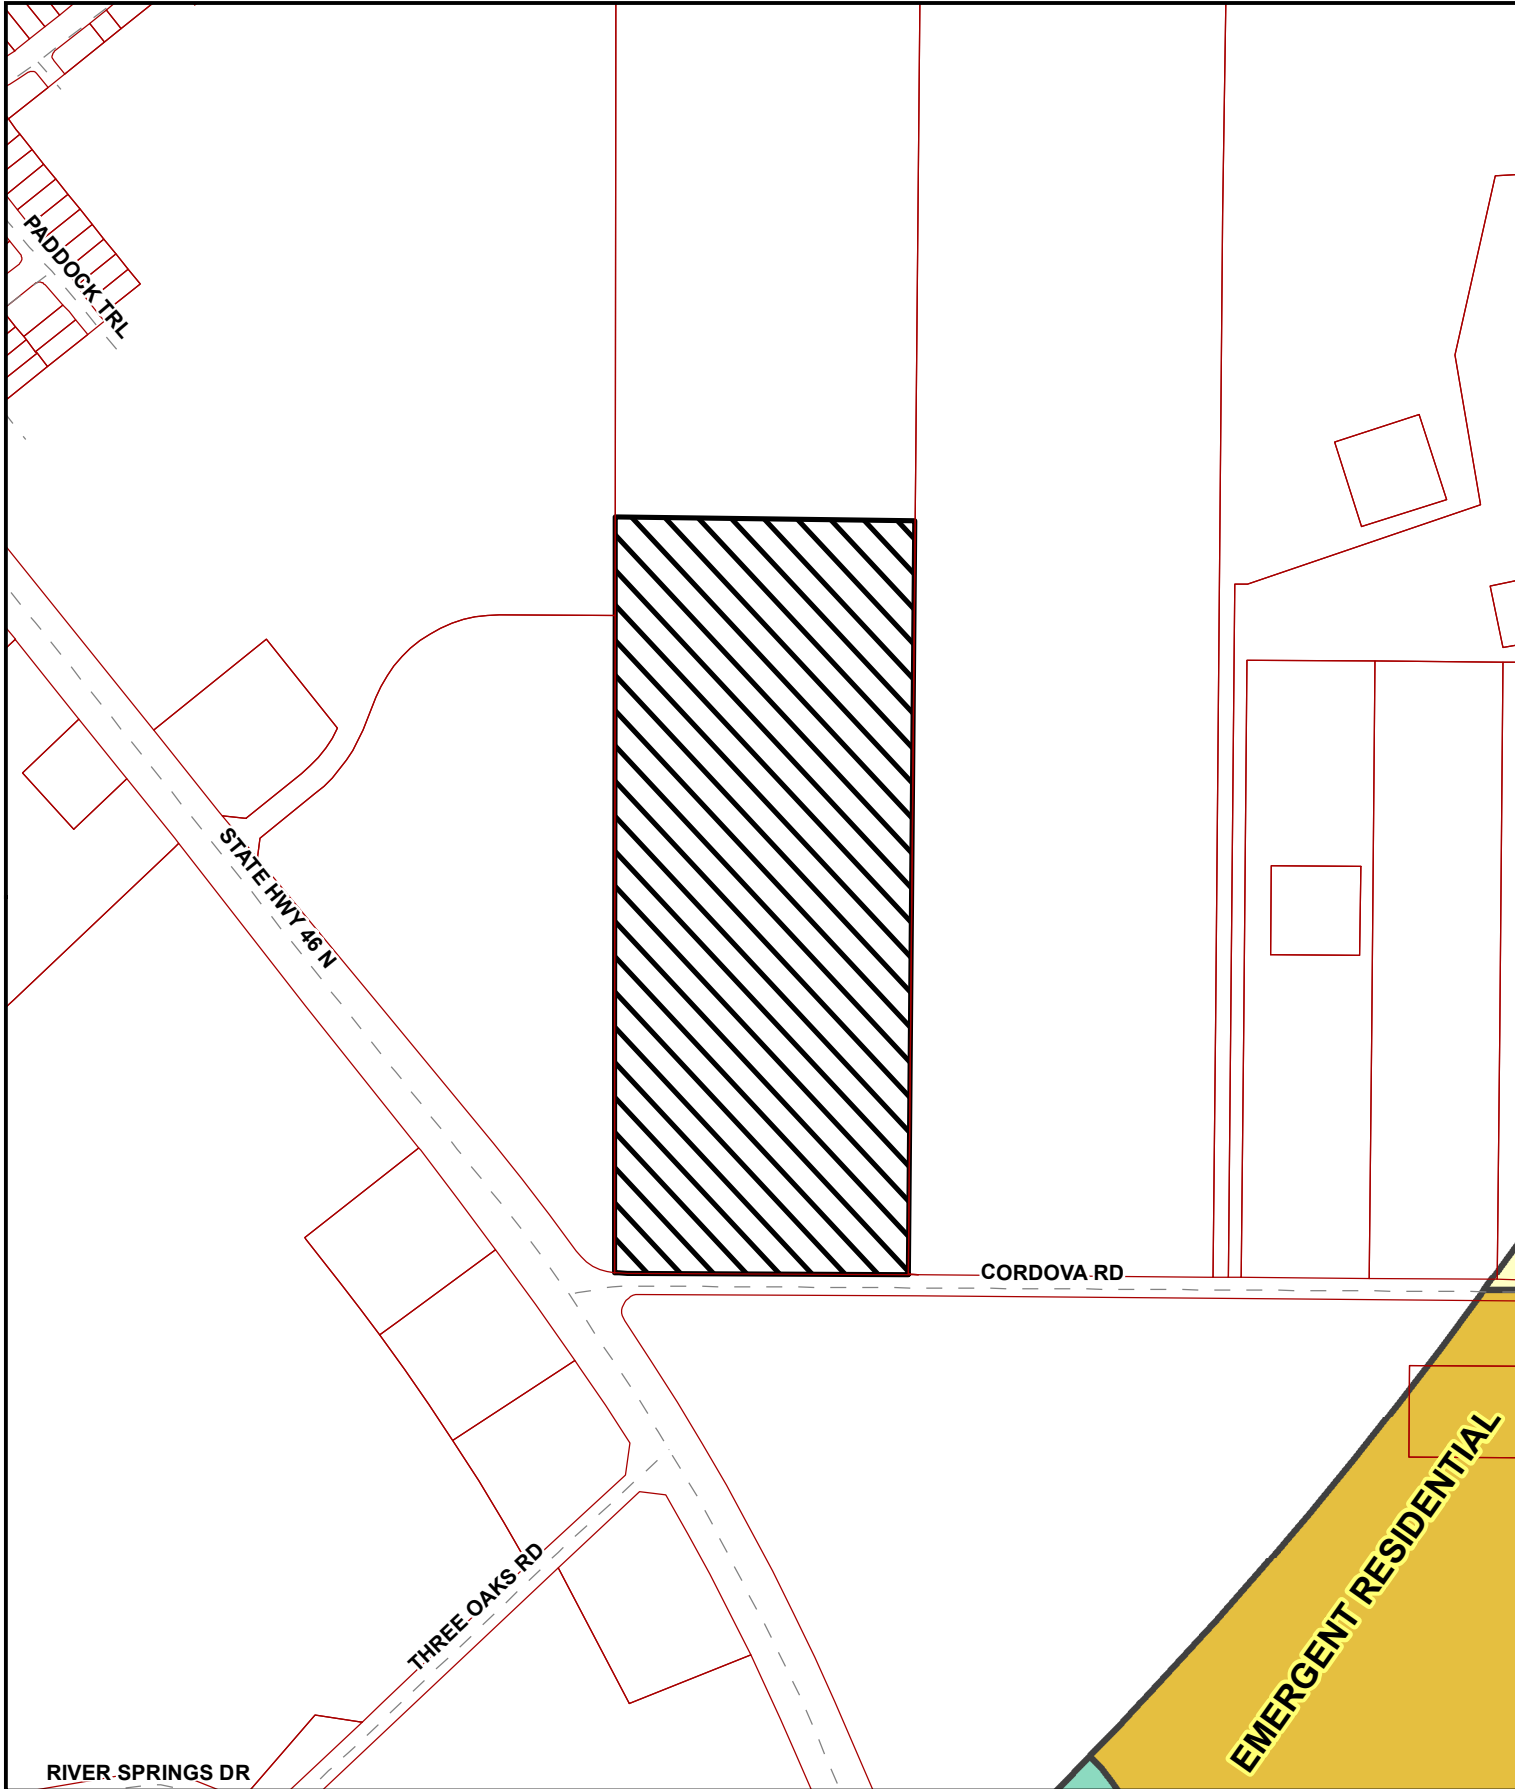 PADDOCK TRL
STATE HWY 46 N
CORDOVA RD
EMERGENT RESIDENTIAL
THREE OAKS RD
RIVER SPRINGS DR